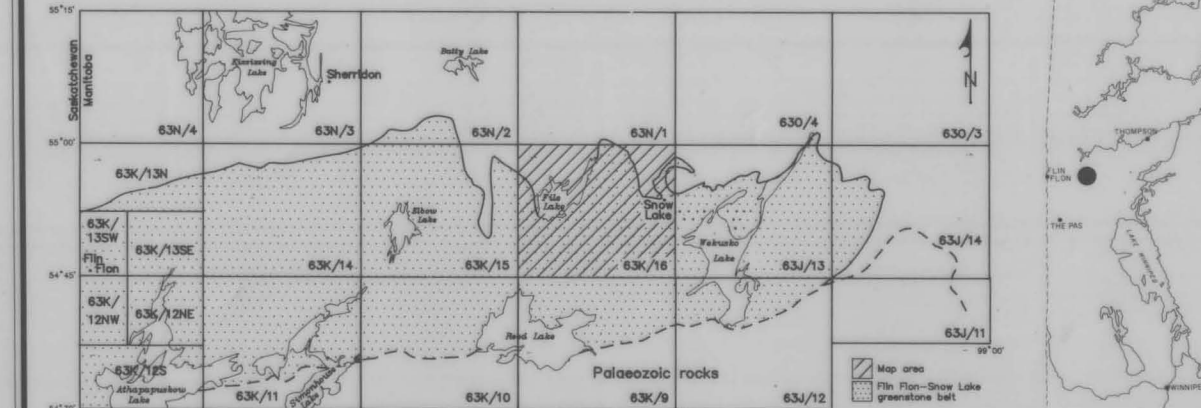 55°15'
Saskatchewan
Manitoba
Kisseynew
Lake
Sherridon
Batty Lake
N
63N/4
63N/3
63N/2
63N/1
63O/4
63O/3
55°00'
63K/13N
63K/
13SW
63K/13SE
Flin
Flon
63K/14
Elbow
Lake
63K/15
File
Lake
63K/16
Snow
Lake
Wekusko
Lake
63J/13
63J/14
54°45'
63K/
12NW
63K/12NE
63K/12S
Athapapuskow
Lake
63K/11
Simonhouse
Lake
Reed Lake
63K/10
63K/9
Palaeozoic rocks
63J/12
63J/11
99°00'
Map area
Flin Flon-Snow Lake
greenstone belt
THOMPSON
FLIN
FLON
THE PAS
LAKE
WINNIPEG
WINNIPE